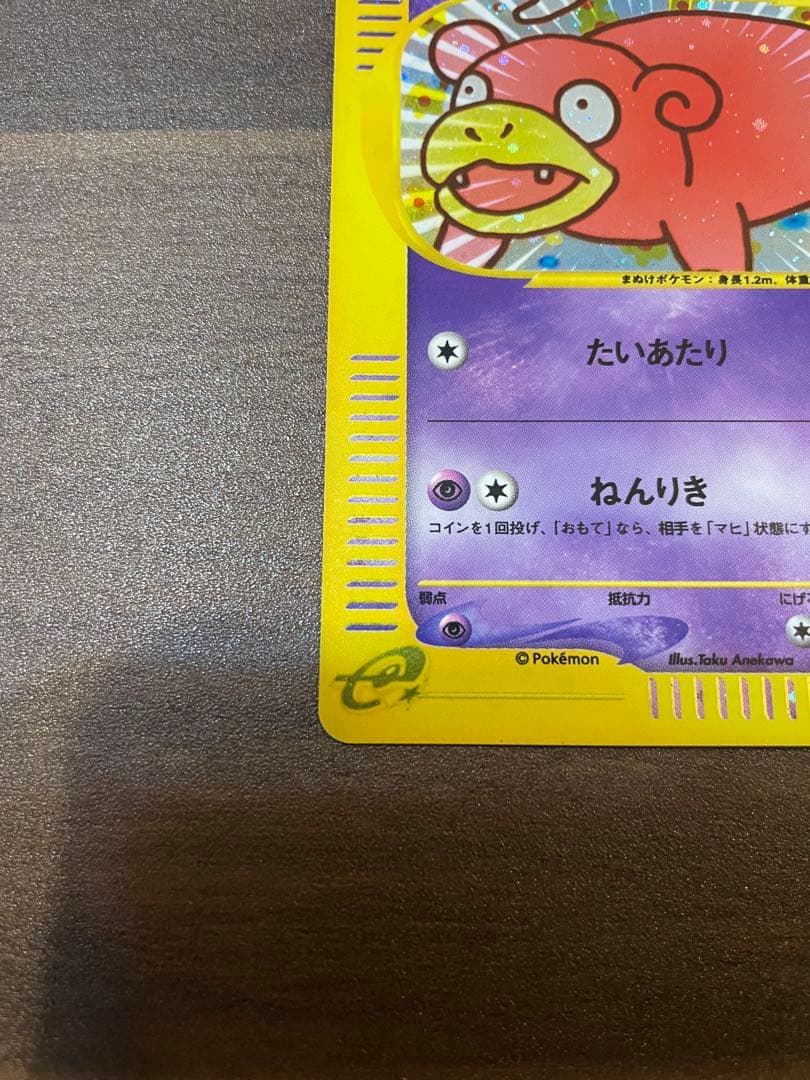 まぬけポケモン：身長1.2m、体重
たいあたり
ねんりき
コインを1回投げ、「おもて」なら、相手を「マヒ」状態にす
弱点 抵抗力 にげ
© Pokémon Illus.Taku Anekawa
e